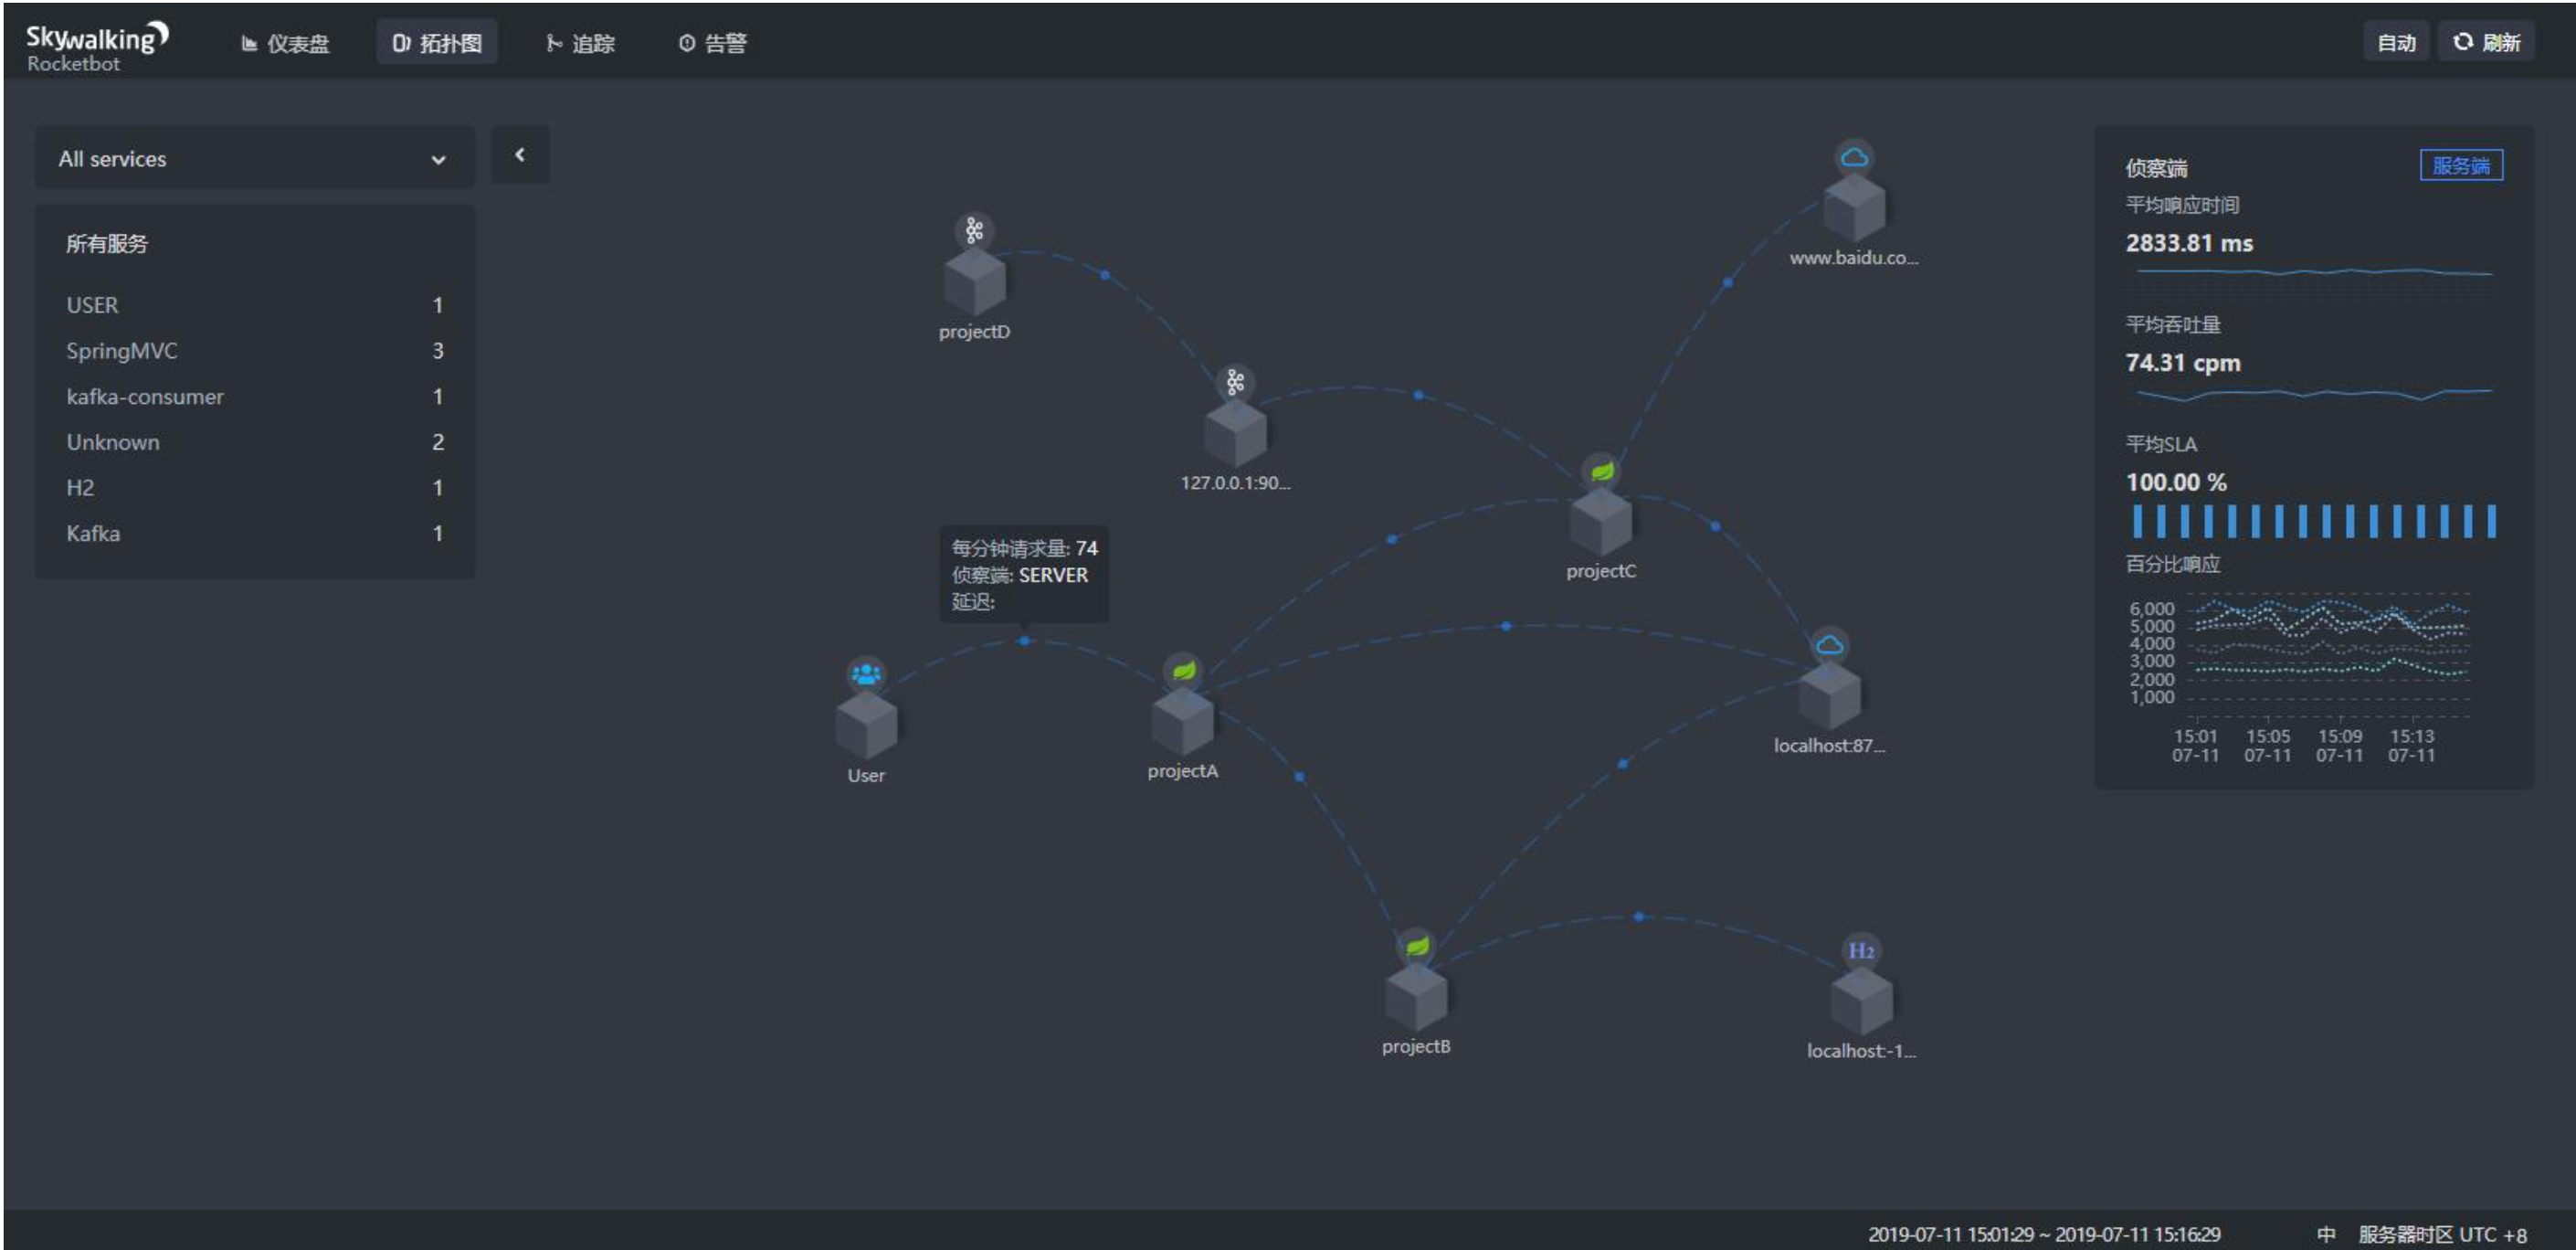 Skywalking
Rocketbot
仪表盘
拓扑图
追踪
告警
自动
刷新
All services
所有服务
USER 1
SpringMVC 3
kafka-consumer 1
Unknown 2
H2 1
Kafka 1
projectD
127.0.0.1:90...
www.baidu.co...
projectC
每分钟请求量: 74
侦察端: SERVER
延迟:
User
projectA
localhost:87...
projectB
H2
localhost:-1...
侦察端
服务端
平均响应时间
2833.81 ms
平均吞吐量
74.31 cpm
平均SLA
100.00 %
百分比响应
6,000
5,000
4,000
3,000
2,000
1,000
15:01 15:05 15:09 15:13
07-11 07-11 07-11 07-11
2019-07-11 15:01:29 ~ 2019-07-11 15:16:29
中
服务器时区 UTC +8